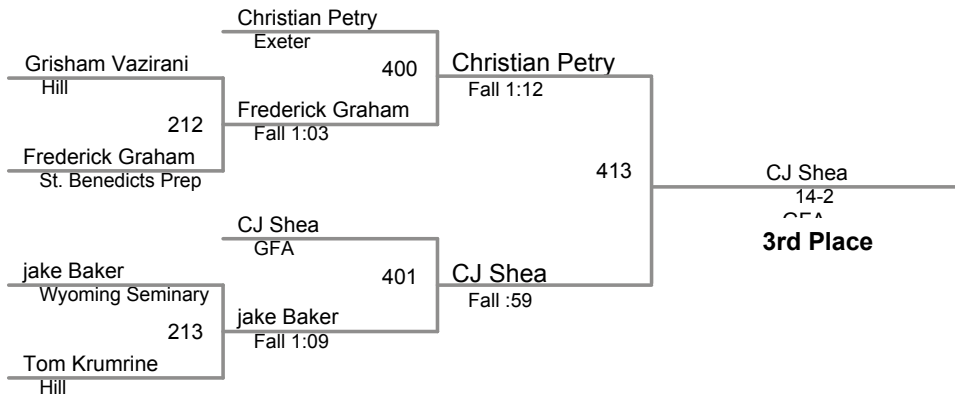 Christian Petry
Exeter
Grisham Vazirani
Hill
400
Christian Petry
Fall 1:12
212
Frederick Graham
Fall 1:03
Frederick Graham
St. Benedicts Prep
413
CJ Shea
14-2
3rd Place
CJ Shea
GFA
jake Baker
Wyoming Seminary
401
CJ Shea
Fall :59
213
jake Baker
Fall 1:09
Tom Krumrine
Hill